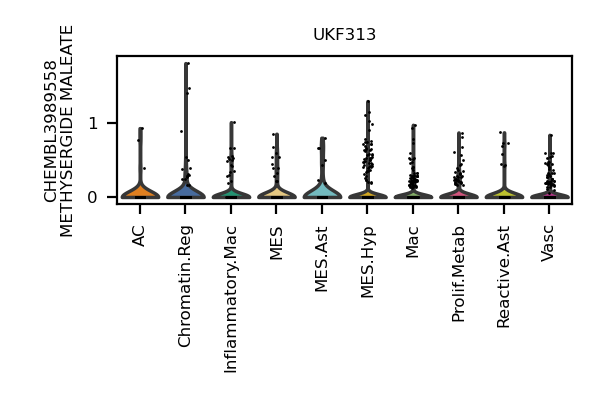 UKF313
CHEMBL3989558
METHYSERGIDE MALEATE
1
0
AC
Chromatin.Reg
Inflammatory.Mac
MES
MES.Ast
MES.Hyp
Mac
Prolif.Metab
Reactive.Ast
Vasc